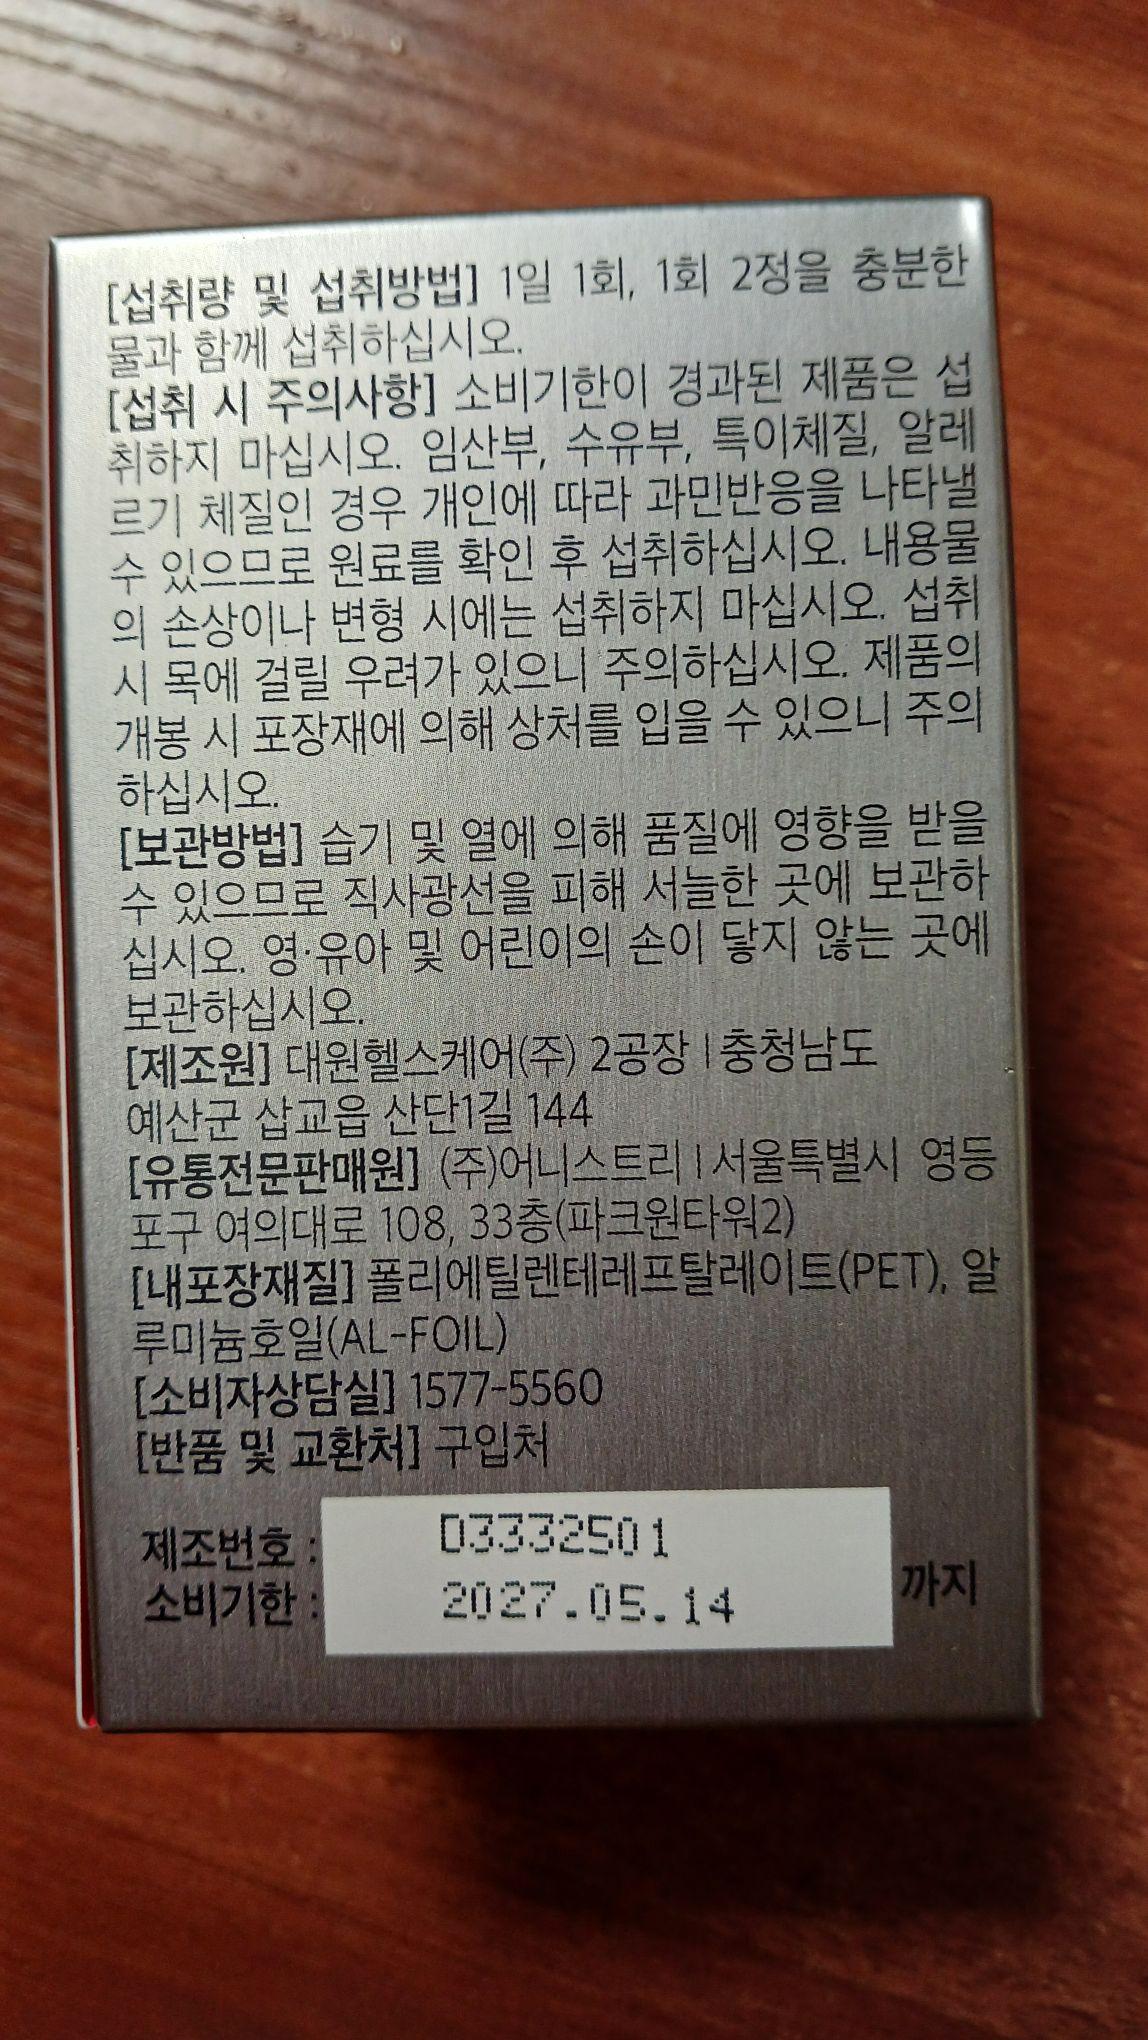 [섭취량 및 섭취방법] 1일 1회, 1회 2정을 충분한
물과 함께 섭취하십시오.
[섭취 시 주의사항] 소비기한이 경과된 제품은 섭
취하지 마십시오. 임산부, 수유부, 특이체질, 알레
르기 체질인 경우 개인에 따라 과민반응을 나타낼
수 있으므로 원료를 확인 후 섭취하십시오. 내용물
의 손상이나 변형 시에는 섭취하지 마십시오. 섭취
시 목에 걸릴 우려가 있으니 주의하십시오. 제품의
개봉 시 포장재에 의해 상처를 입을 수 있으니 주의
하십시오.
[보관방법] 습기 및 열에 의해 품질에 영향을 받을
수 있으므로 직사광선을 피해 서늘한 곳에 보관하
십시오. 영·유아 및 어린이의 손이 닿지 않는 곳에
보관하십시오.
[제조원] 대원헬스케어(주) 2공장 | 충청남도
예산군 삽교읍 산단1길 144
[유통전문판매원] (주)어니스트리 | 서울특별시 영등
포구 여의대로 108, 33층(파크원타워2)
[내포장재질] 폴리에틸렌테레프탈레이트(PET), 알
루미늄호일(AL-FOIL)
[소비자상담실] 1577-5560
[반품 및 교환처] 구입처
제조번호 : D3332501
소비기한 : 2027.05.14 까지